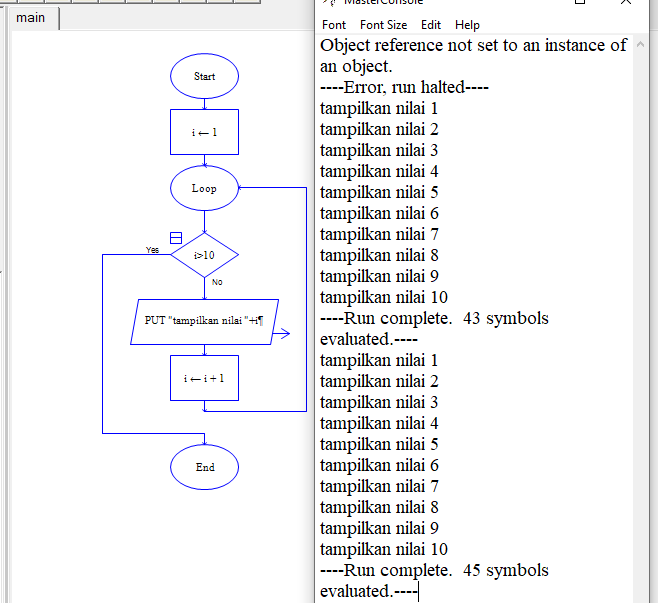 main
Start
i ← 1
Loop
Yes
i>10
No
PUT "tampilkan nilai "+i¶
i ← i + 1
End
MasterConsole
Font Font Size Edit Help
Object reference not set to an instance of
an object.
----Error, run halted----
tampilkan nilai 1
tampilkan nilai 2
tampilkan nilai 3
tampilkan nilai 4
tampilkan nilai 5
tampilkan nilai 6
tampilkan nilai 7
tampilkan nilai 8
tampilkan nilai 9
tampilkan nilai 10
----Run complete.  43 symbols
evaluated.----
tampilkan nilai 1
tampilkan nilai 2
tampilkan nilai 3
tampilkan nilai 4
tampilkan nilai 5
tampilkan nilai 6
tampilkan nilai 7
tampilkan nilai 8
tampilkan nilai 9
tampilkan nilai 10
----Run complete.  45 symbols
evaluated.----